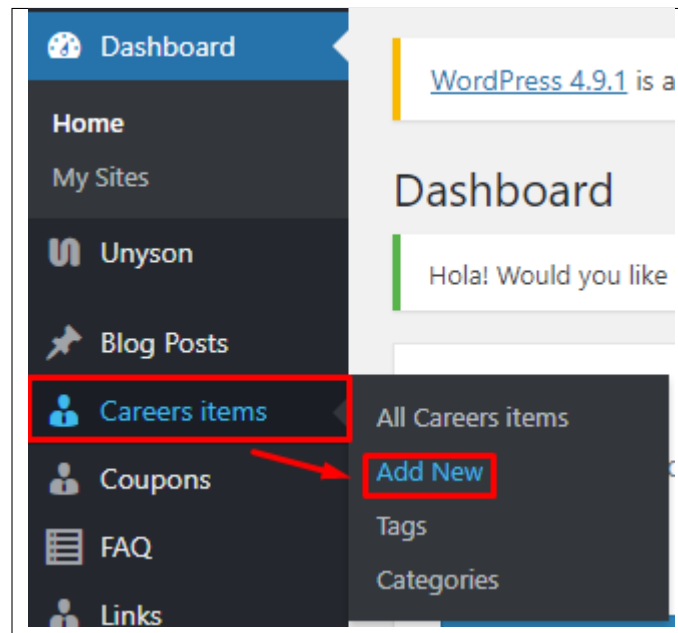 Dashboard
Home
My Sites
Unyson
Blog Posts
Careers items
Coupons
FAQ
Links
WordPress 4.9.1 is a
Dashboard
Hola! Would you like
All Careers items
Add New
Tags
Categories